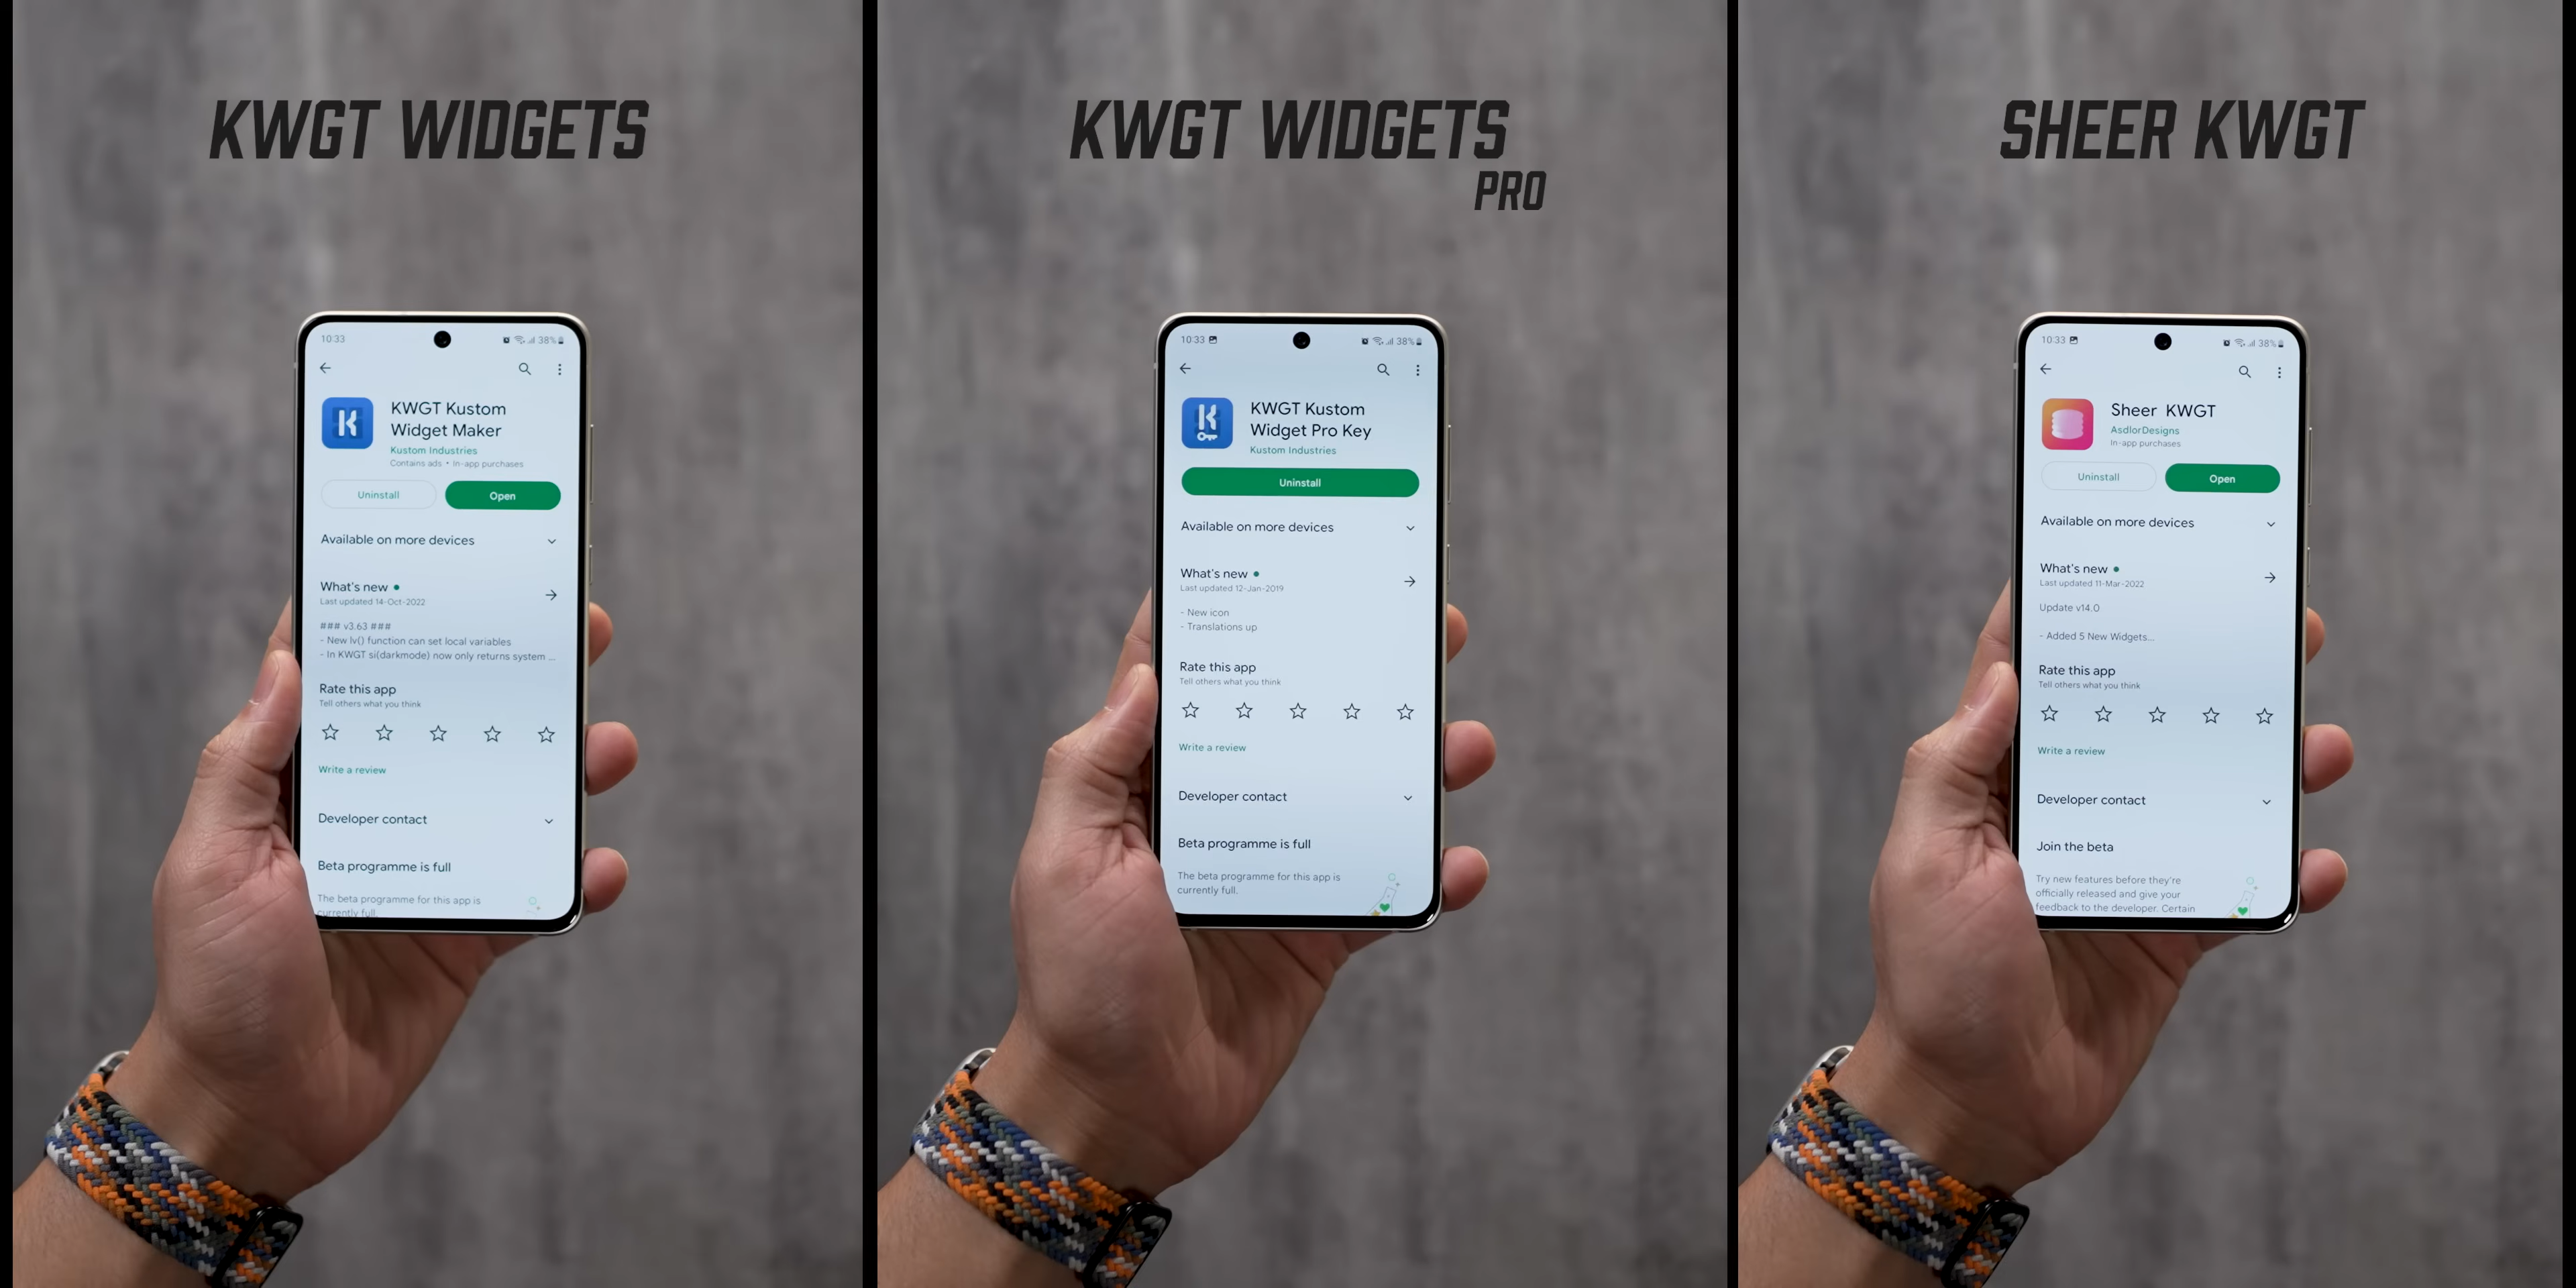 KWGT WIDGETS
10:33
38%
KWGT Kustom
Widget Maker
Kustom Industries
Contains ads • In-app purchases
Uninstall
Open
Available on more devices
What's new
Last updated 14-Oct-2022
### v3.63 ###
- New lv() function can set local variables
- In KWGT si(darkmode) now only returns system ...
Rate this app
Tell others what you think
Write a review
Developer contact
Beta programme is full
The beta programme for this app is
currently full.
KWGT WIDGETS
PRO
10:33
38%
KWGT Kustom
Widget Pro Key
Kustom Industries
Uninstall
Available on more devices
What's new
Last updated 12-Jan-2019
- New icon
- Translations up
Rate this app
Tell others what you think
Write a review
Developer contact
Beta programme is full
The beta programme for this app is
currently full.
SHEER KWGT
10:33
38%
Sheer KWGT
AsdlorDesigns
In-app purchases
Uninstall
Open
Available on more devices
What's new
Last updated 11-Mar-2022
Update v14.0
- Added 5 New Widgets...
Rate this app
Tell others what you think
Write a review
Developer contact
Join the beta
Try new features before they're
officially released and give your
feedback to the developer. Certain